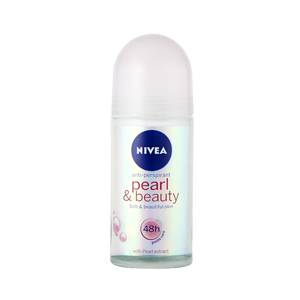 NIVEA
anti-perspirant
pearl
& beauty
Soft & beautiful skin
48h
with Pearl extract